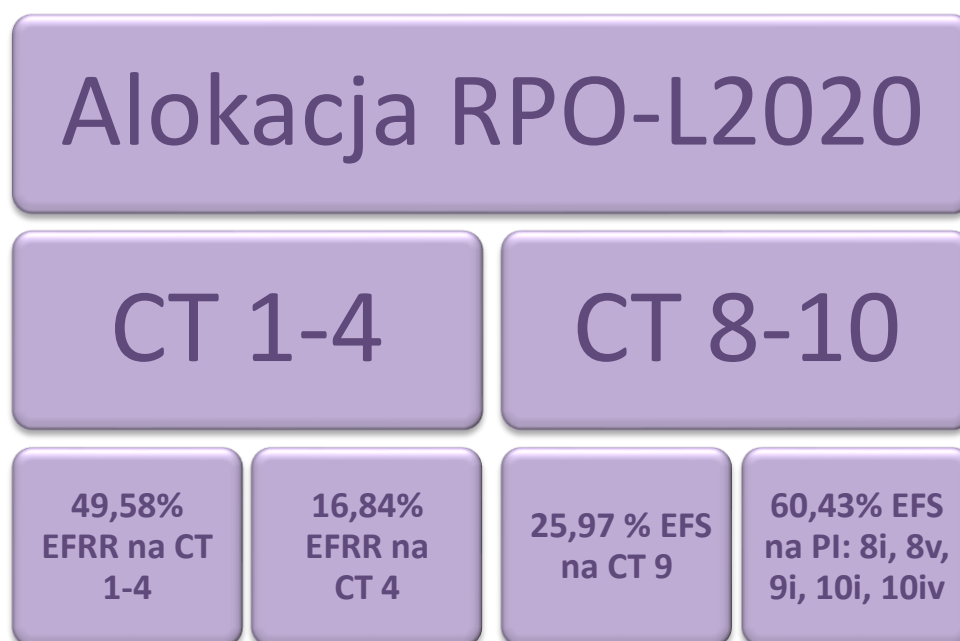 Alokacja RPO-L2020
CT 1-4
CT 8-10
49,58%
EFRR na CT
1-4
16,84%
EFRR na
CT 4
25,97 % EFS
na CT 9
60,43% EFS
na PI: 8i, 8v,
9i, 10i, 10iv